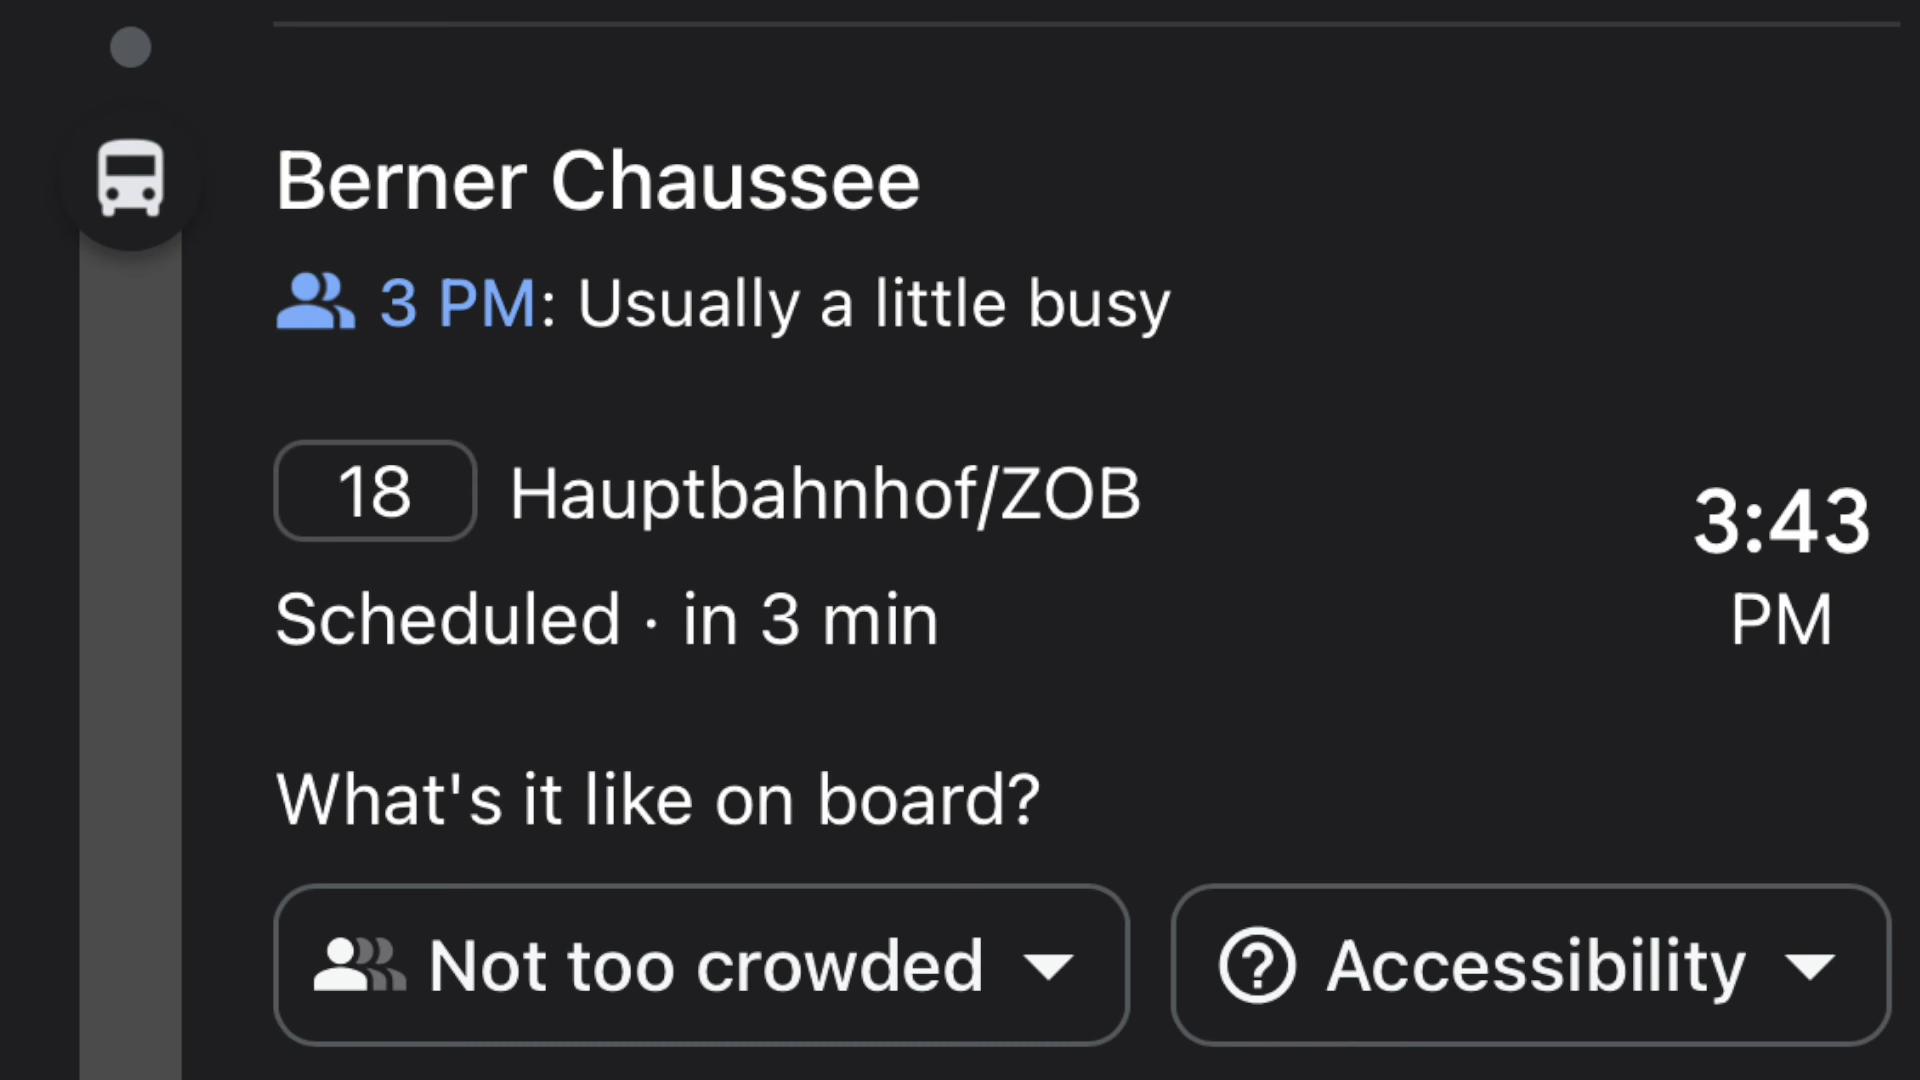 Berner Chaussee
3 PM: Usually a little busy
18 Hauptbahnhof/ZOB
3:43
PM
Scheduled · in 3 min
What's it like on board?
Not too crowded
Accessibility